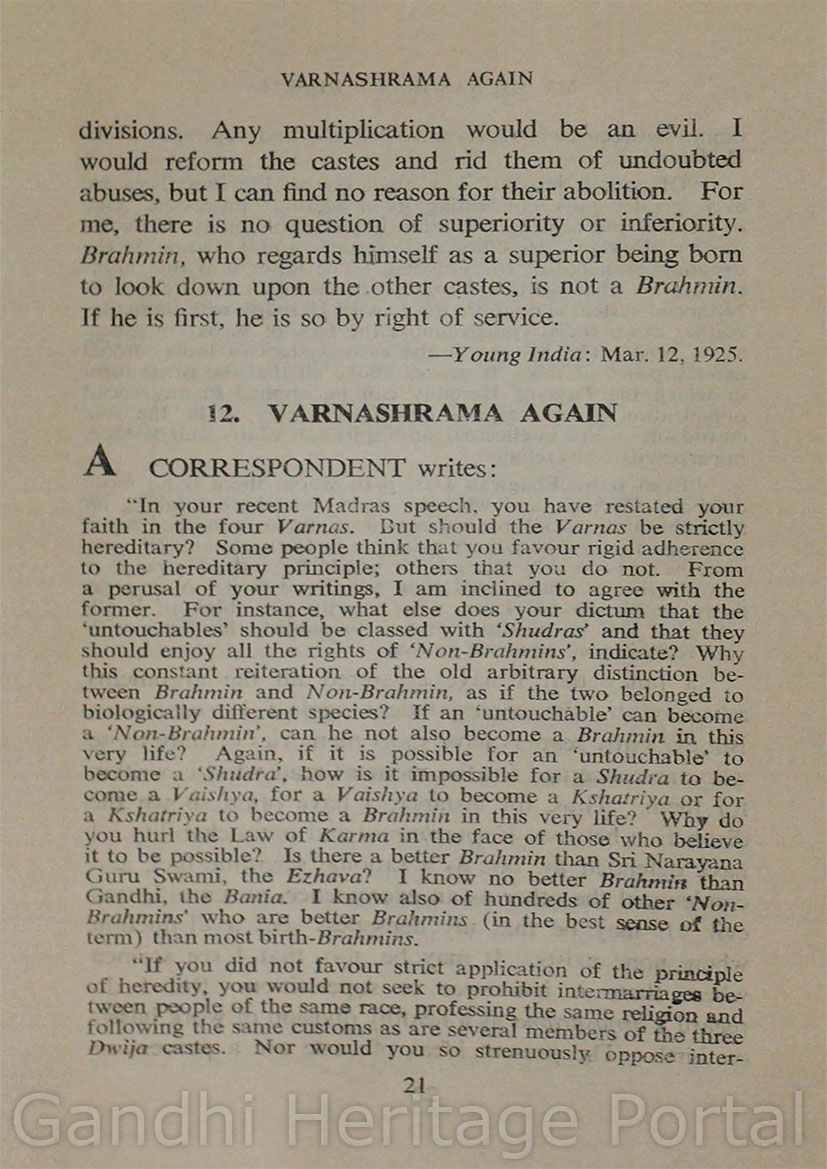 VARNASHRAMA AGAIN
divisions. Any multiplication would be an evil. I
would reform the castes and rid them of undoubted
abuses, but I can find no reason for their abolition. For
me, there is no question of superiority or inferiority.
Brahmin, who regards himself as a superior being born
to look down upon the other castes, is not a Brahmin.
If he is first, he is so by right of service.
—Young India: Mar. 12, 1925.
12. VARNASHRAMA AGAIN
A CORRESPONDENT writes:
"In your recent Madras speech, you have restated your
faith in the four Varnas. But should the Varnas be strictly
hereditary? Some people think that you favour rigid adherence
to the hereditary principle; others that you do not. From
a perusal of your writings, I am inclined to agree with the
former. For instance, what else does your dictum that the
'untouchables' should be classed with 'Shudras' and that they
should enjoy all the rights of 'Non-Brahmins', indicate? Why
this constant reiteration of the old arbitrary distinction be-
tween Brahmin and Non-Brahmin, as if the two belonged to
biologically different species? If an 'untouchable' can become
a 'Non-Brahmin', can he not also become a Brahmin in this
very life? Again, if it is possible for an 'untouchable' to
become a 'Shudra', how is it impossible for a Shudra to be-
come a Vaishya, for a Vaishya to become a Kshatriya or for
a Kshatriya to become a Brahmin in this very life? Why do
you hurl the Law of Karma in the face of those who believe
it to be possible? Is there a better Brahmin than Sri Narayana
Guru Swami, the Ezhava? I know no better Brahmin than
Gandhi, the Bania. I know also of hundreds of other 'Non-
Brahmins' who are better Brahmins (in the best sense of the
term) than most birth-Brahmins.
"If you did not favour strict application of the principle
of heredity, you would not seek to prohibit intermarriages be-
tween people of the same race, professing the same religion and
following the same customs as are several members of the three
Dwija castes. Nor would you so strenuously oppose inter-
21
Gandhi Heritage Portal